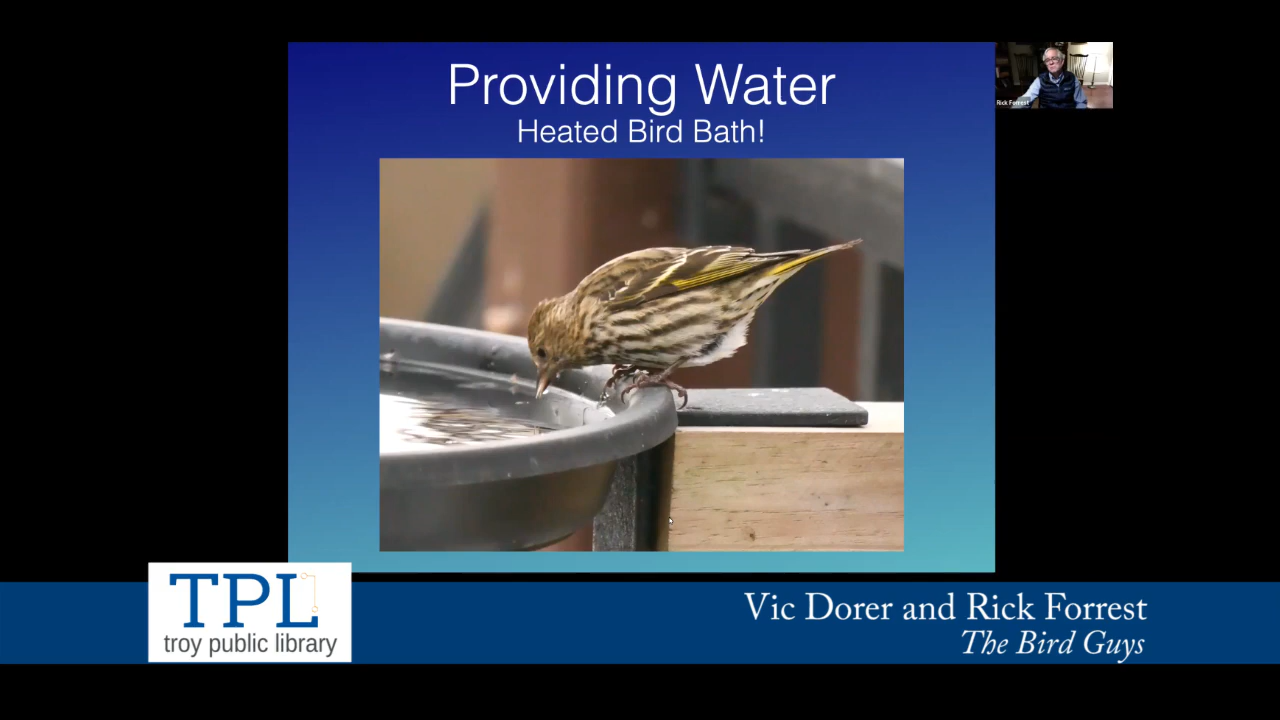 Providing Water
Heated Bird Bath!
Rick Forrest
TPL
troy public library
Vic Dorer and Rick Forrest
The Bird Guys